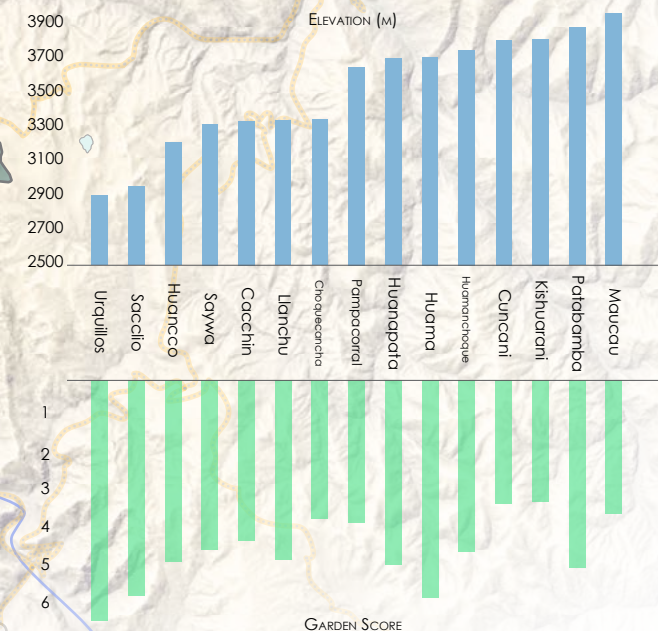 ELEVATION (M)
3900
3700
3500
3300
3100
2900
2700
2500
Urquillos
Sacclio
Huancco
Saywa
Cacchin
Llanchu
Choquecancha
Pampacorral
Huanapata
Huama
Huamanchoque
Cuncani
Kishuarani
Patabamba
Maucau
1
2
3
4
5
6
GARDEN SCORE